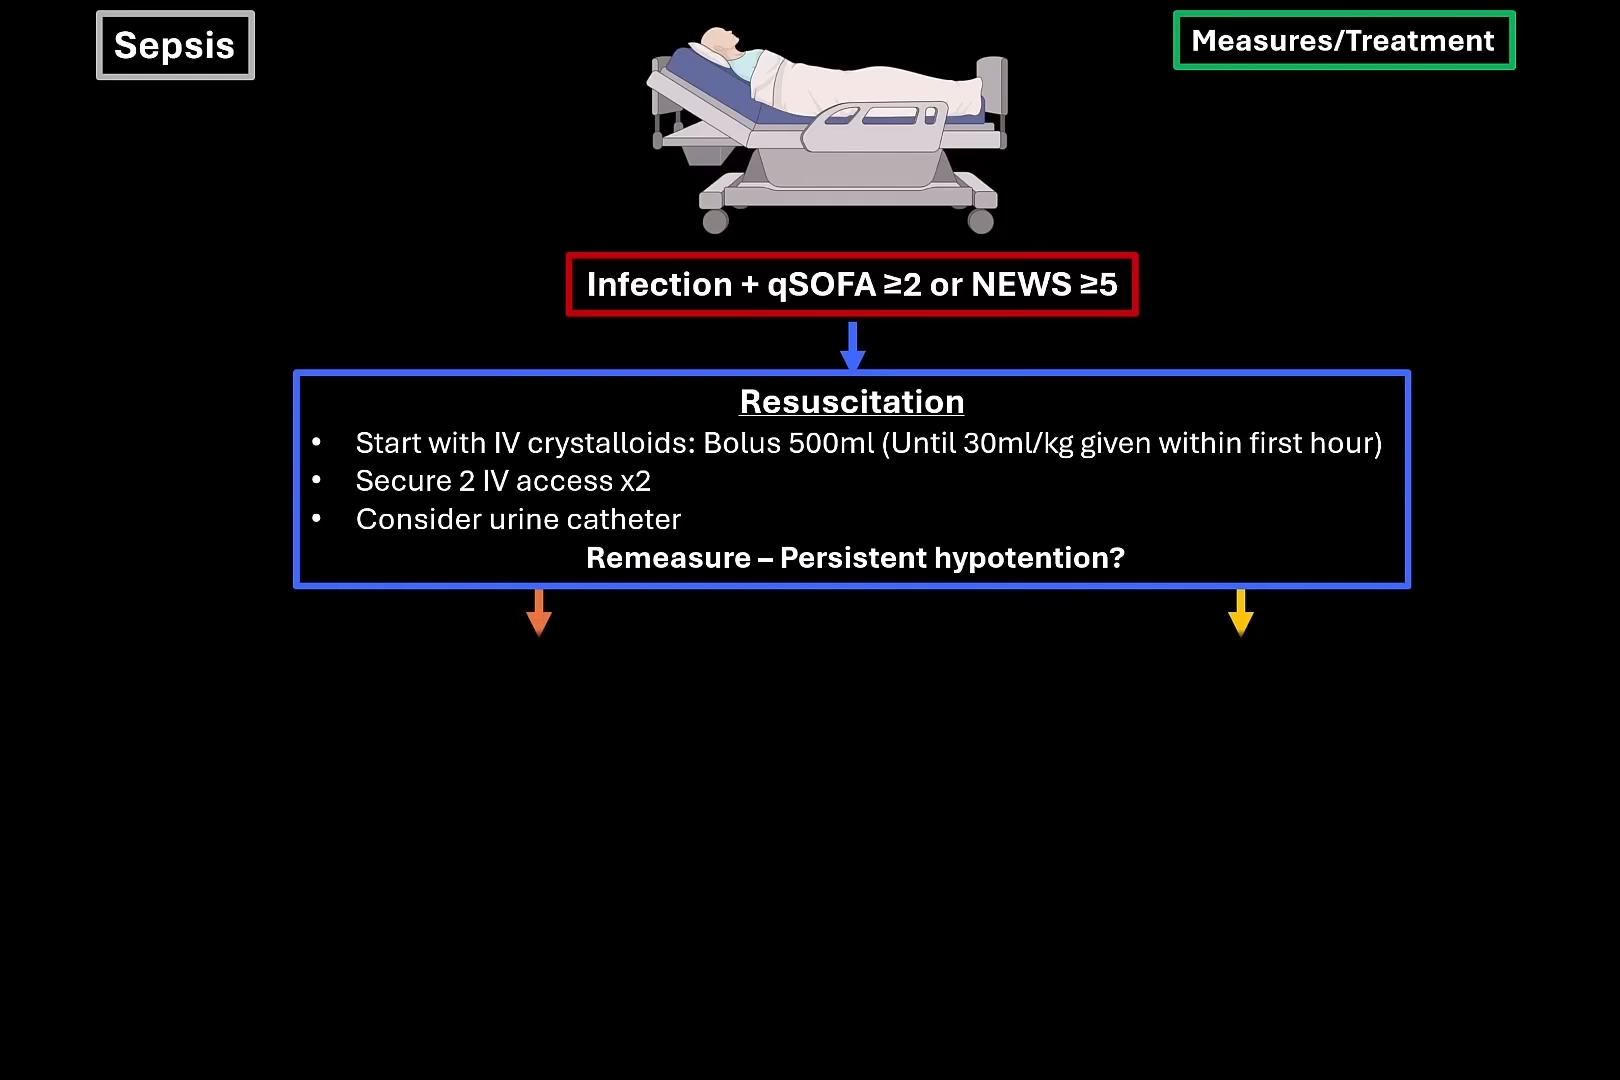 Sepsis
Measures/Treatment
Infection + qSOFA ≥2 or NEWS ≥5
Resuscitation
• Start with IV crystalloids: Bolus 500ml (Until 30ml/kg given within first hour)
• Secure 2 IV access x2
• Consider urine catheter
Remeasure – Persistent hypotention?